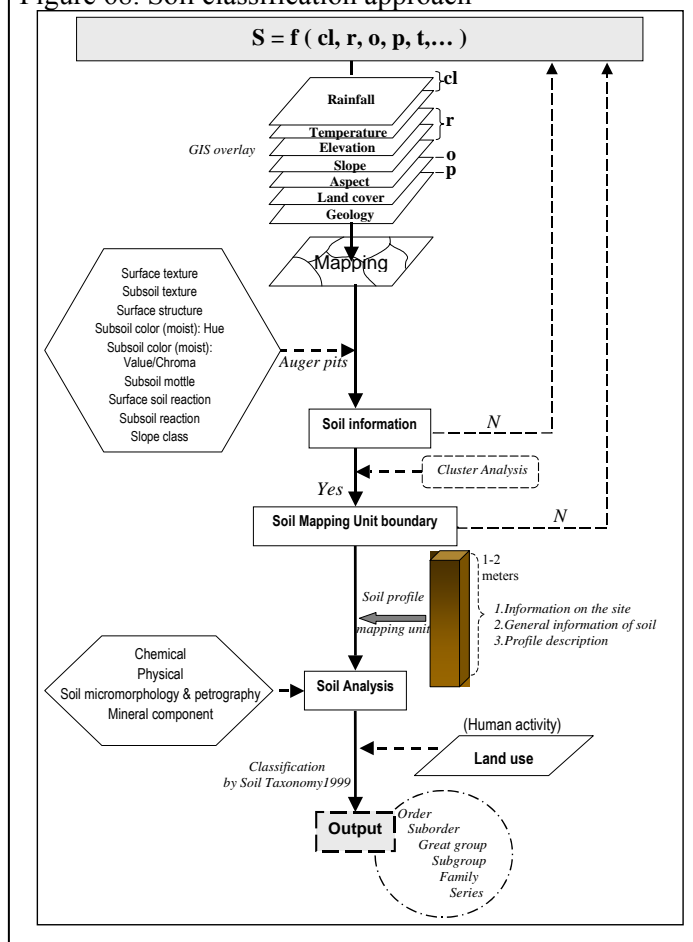 Figure 68: Soil classification approach
S = f ( cl, r, o, p, t,… )
cl
Rainfall
r
Temperature
GIS overlay
Elevation
o
Slope
p
Aspect
Land cover
Geology
Mapping
Surface texture
Subsoil texture
Surface structure
Subsoil color (moist): Hue
Subsoil color (moist):
Value/Chroma
Subsoil mottle
Surface soil reaction
Subsoil reaction
Slope class
Auger pits
Soil information
N
Cluster Analysis
Yes
Soil Mapping Unit boundary
N
1-2
meters
Soil profile
mapping unit
1.Information on the site
2.General information of soil
3.Profile description
Chemical
Physical
Soil micromorphology & petrography
Mineral component
Soil Analysis
(Human activity)
Land use
Classification
by Soil Taxonomy1999
Output
Order
Suborder
Great group
Subgroup
Family
Series